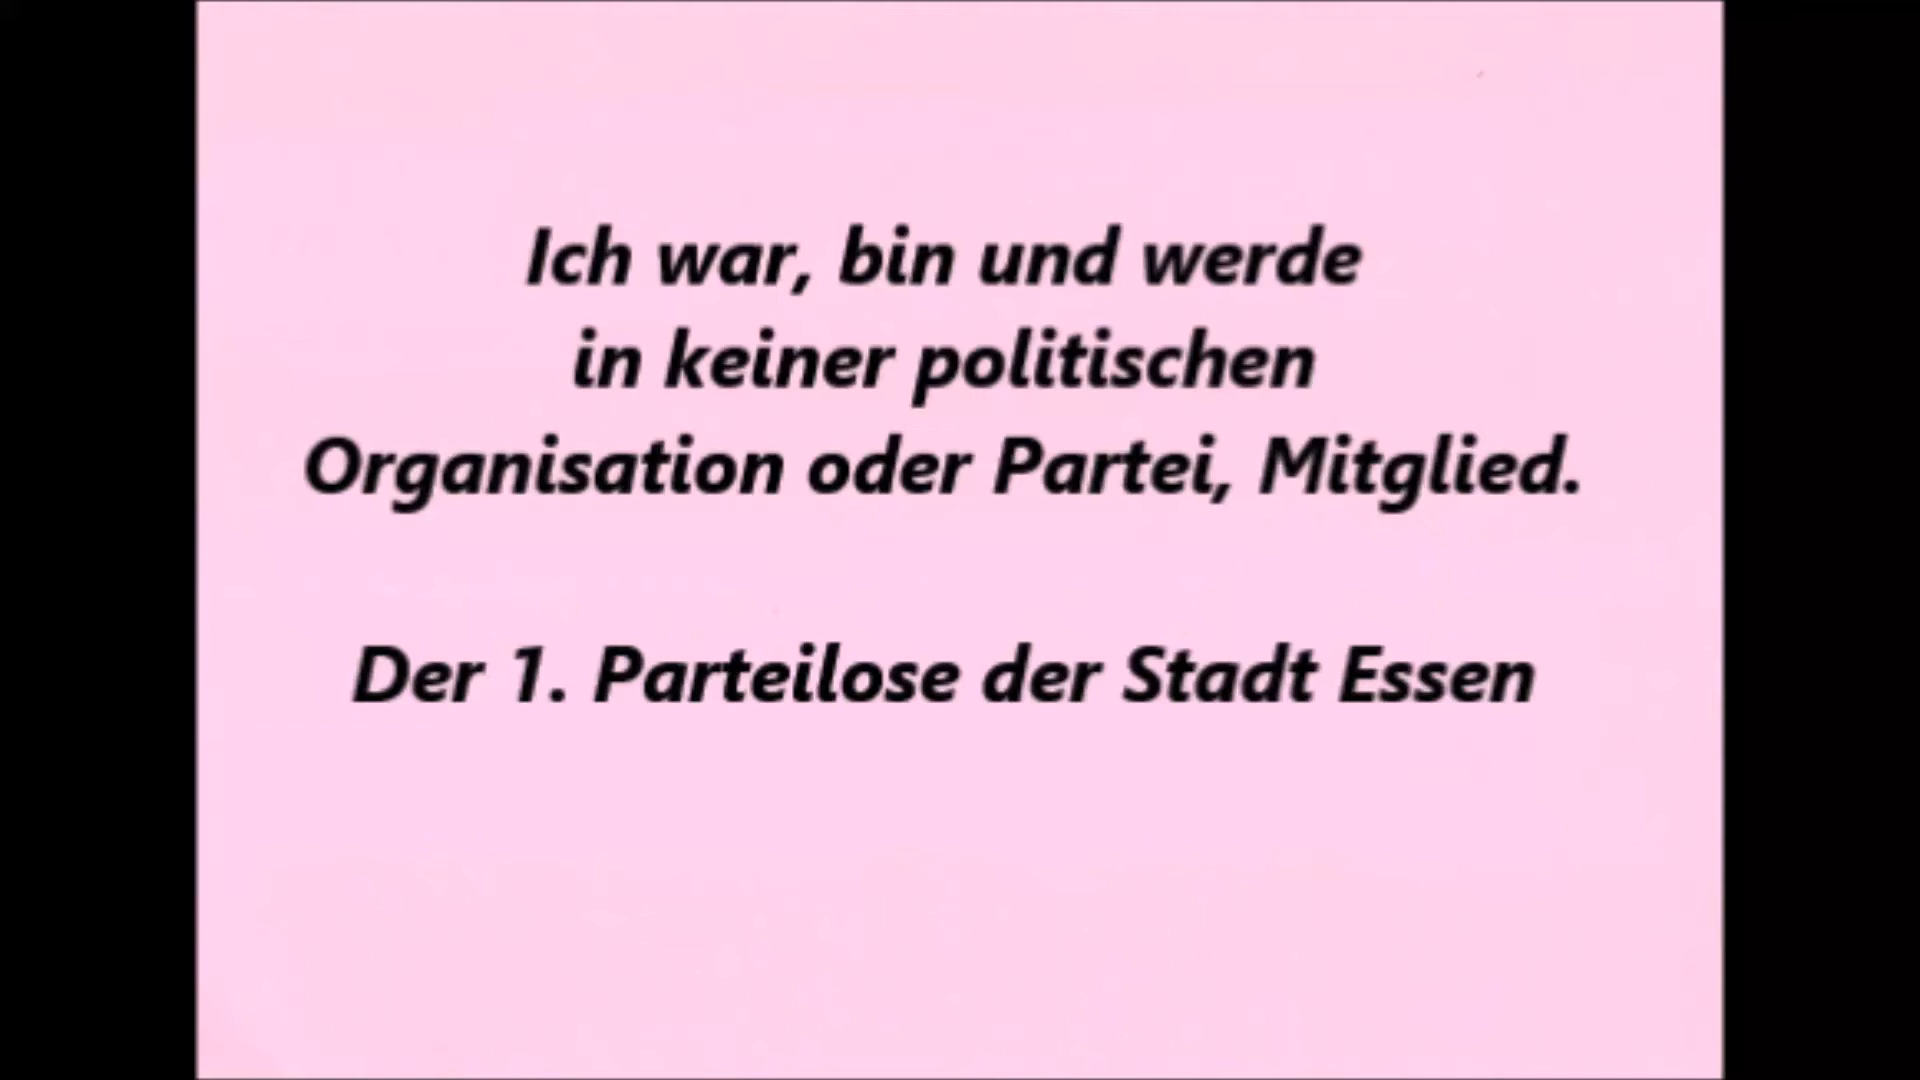 Ich war, bin und werde
in keiner politischen
Organisation oder Partei, Mitglied.
Der 1. Parteilose der Stadt Essen